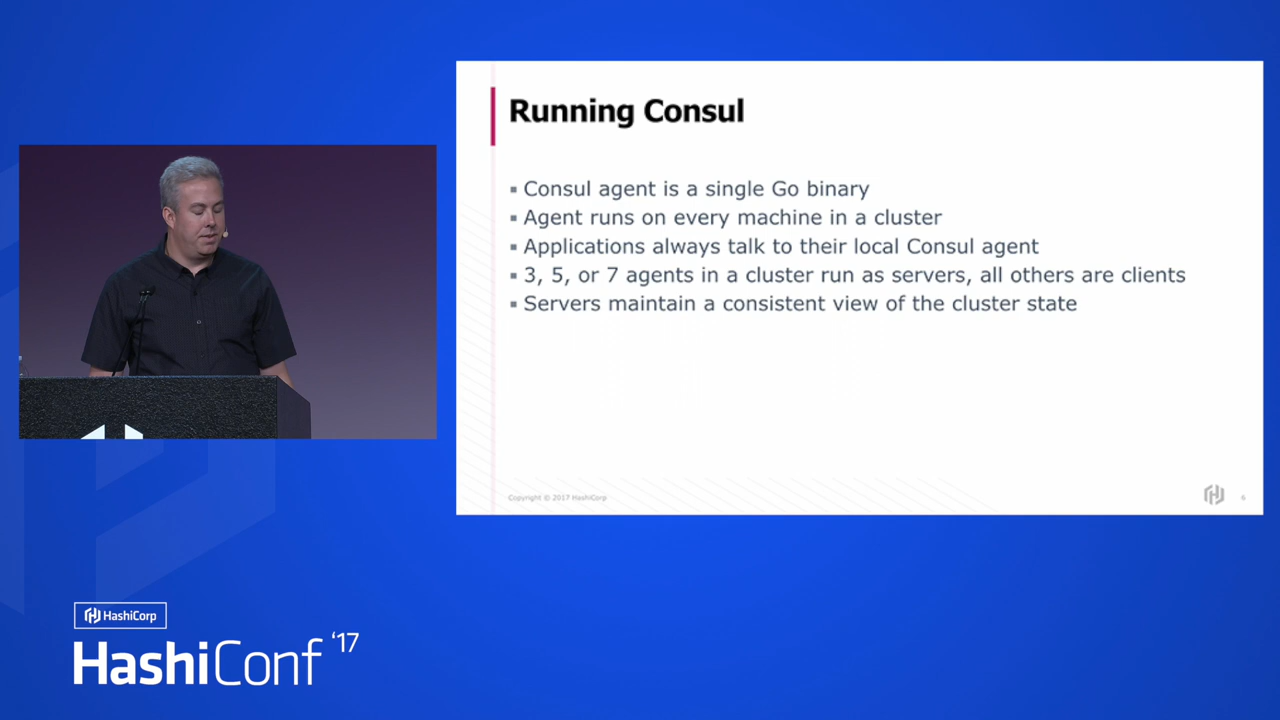 Running Consul
▪ Consul agent is a single Go binary
▪ Agent runs on every machine in a cluster
▪ Applications always talk to their local Consul agent
▪ 3, 5, or 7 agents in a cluster run as servers, all others are clients
▪ Servers maintain a consistent view of the cluster state
Copyright © 2017 HashiCorp
6
HashiCorp
HashiConf '17